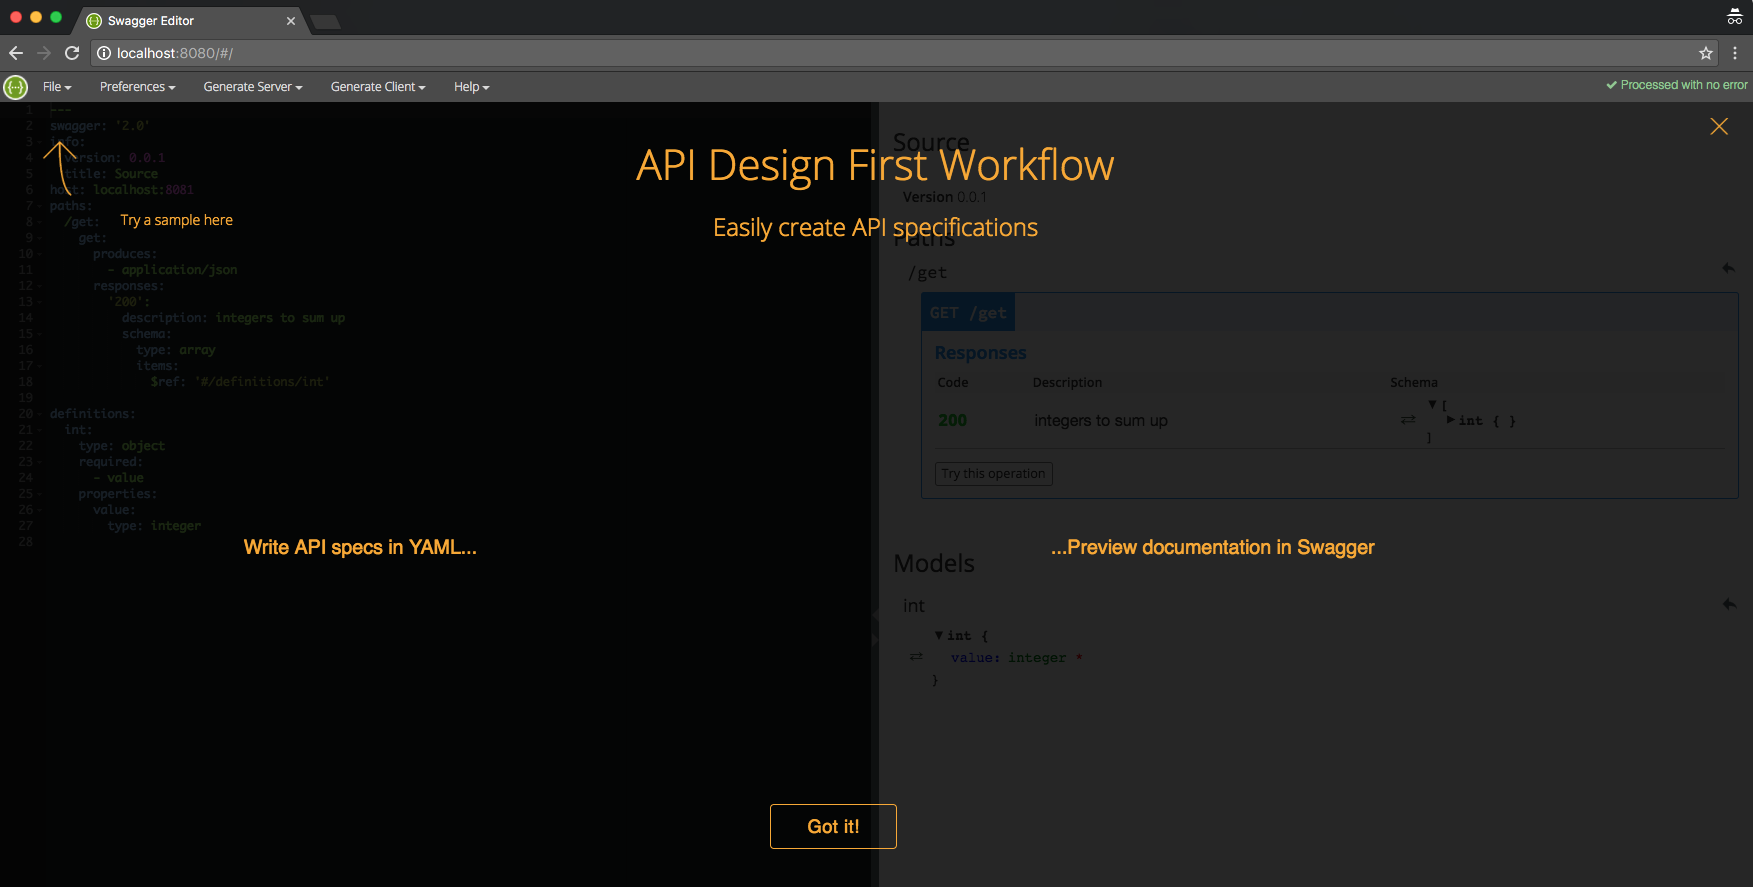 Swagger Editor
localhost:8080/#/
File
Preferences
Generate Server
Generate Client
Help
Processed with no error
1 ---
2 swagger: '2.0'
3 info:
4 version: 0.0.1
5 title: Source
6 host: localhost:8081
7 paths:
8 /get:
9 get:
10 produces:
11 - application/json
12 responses:
13 '200':
14 description: integers to sum up
15 schema:
16 type: array
17 items:
18 $ref: '#/definitions/int'
19
20 definitions:
21 int:
22 type: object
23 required:
24 - value
25 properties:
26 value:
27 type: integer
28
Try a sample here
API Design First Workflow
Easily create API specifications
Write API specs in YAML...
...Preview documentation in Swagger
Got it!
Source
Version 0.0.1
Paths
/get
GET /get
Responses
Code Description Schema
200 integers to sum up
[
int { }
]
Try this operation
Models
int
int {
value: integer *
}